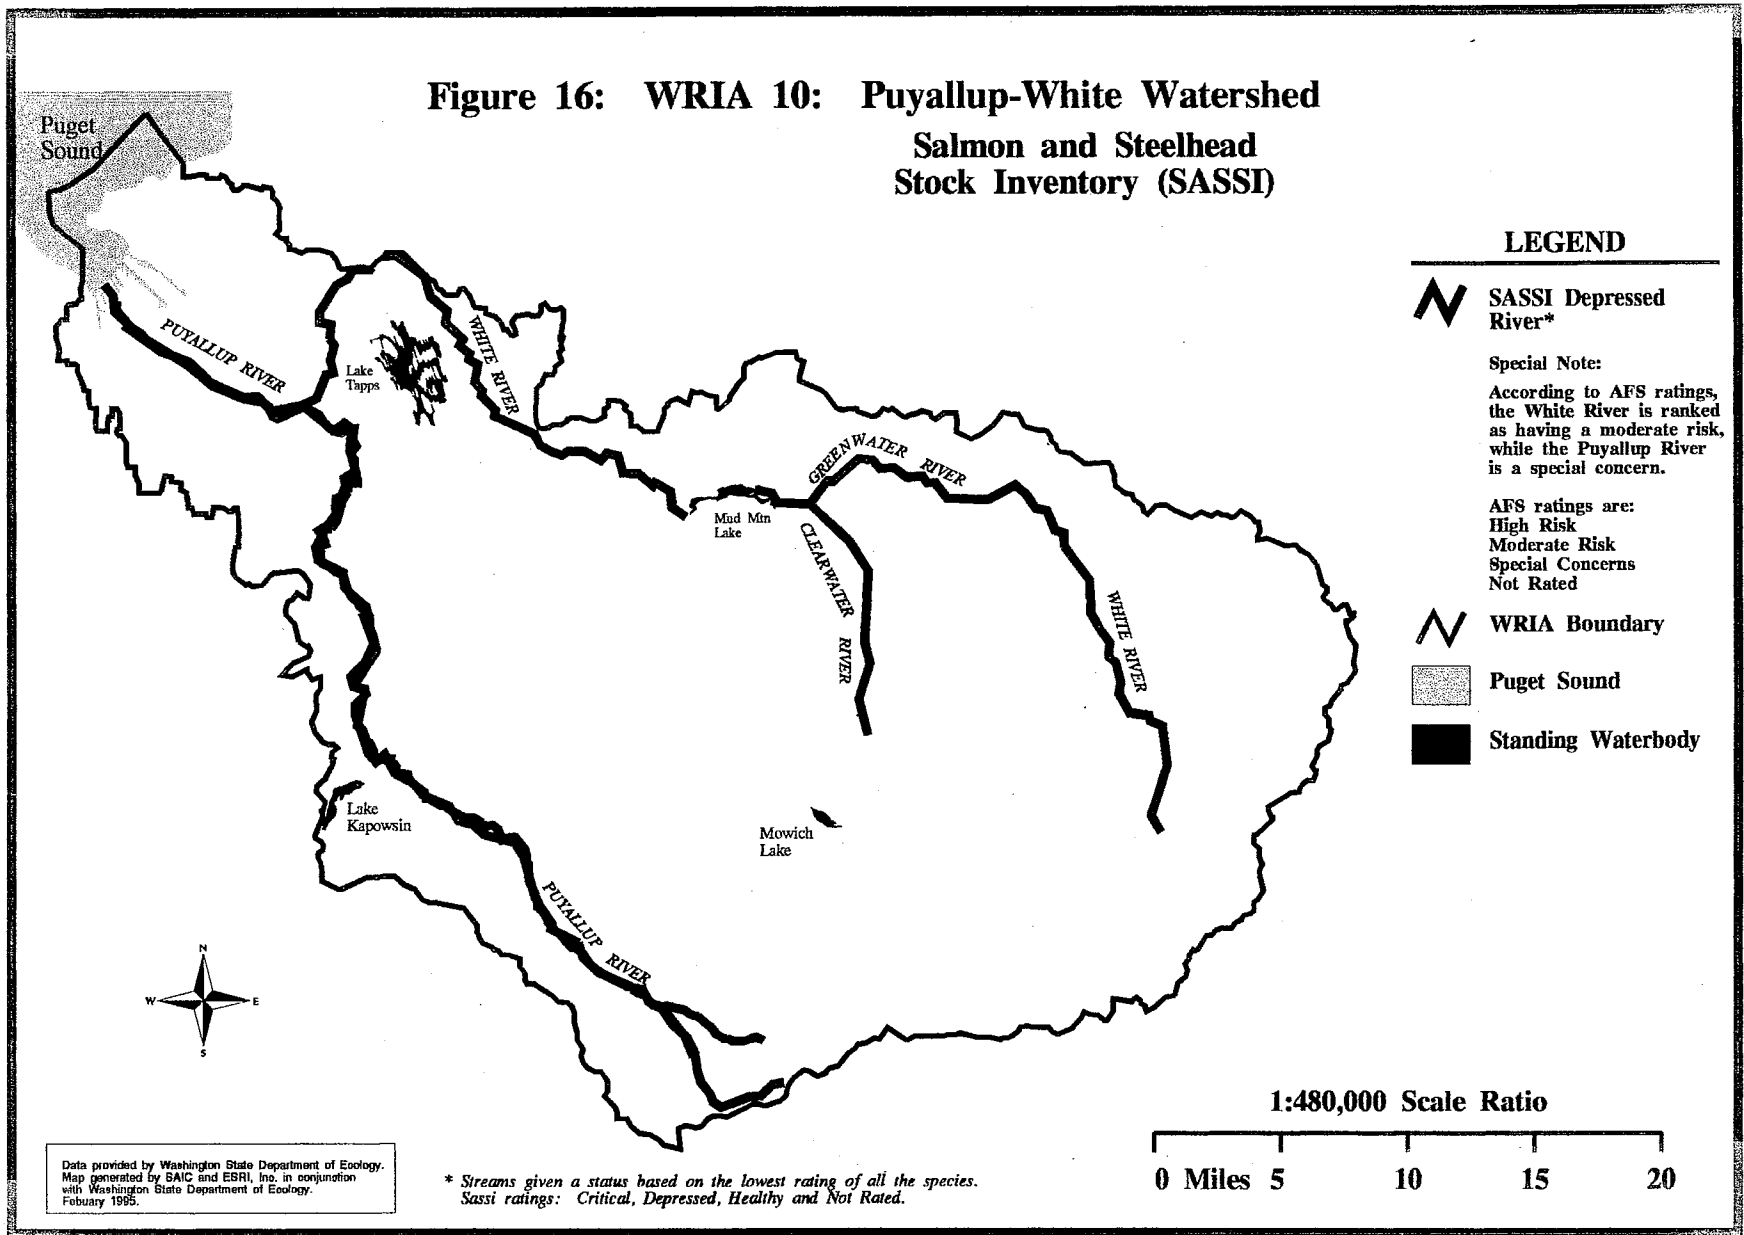 Figure 16: WRIA 10: Puyallup-White Watershed
Salmon and Steelhead
Stock Inventory (SASSI)
Puget
Sound
PUYALLUP RIVER
Lake
Tapps
WHITE RIVER
GREENWATER RIVER
Mud Mtn
Lake
CLEARWATER RIVER
WHITE RIVER
Lake
Kapowsin
Mowich
Lake
PUYALLUP RIVER
N
W
E
S
LEGEND
SASSI Depressed
River*
Special Note:
According to AFS ratings,
the White River is ranked
as having a moderate risk,
while the Puyallup River
is a special concern.
AFS ratings are:
High Risk
Moderate Risk
Special Concerns
Not Rated
WRIA Boundary
Puget Sound
Standing Waterbody
1:480,000 Scale Ratio
0 Miles 5 10 15 20
Data provided by Washington State Department of Ecology.
Map generated by SAIC and ESRI, Inc. in conjunction
with Washington State Department of Ecology.
Febuary 1995.
* Streams given a status based on the lowest rating of all the species.
Sassi ratings: Critical, Depressed, Healthy and Not Rated.